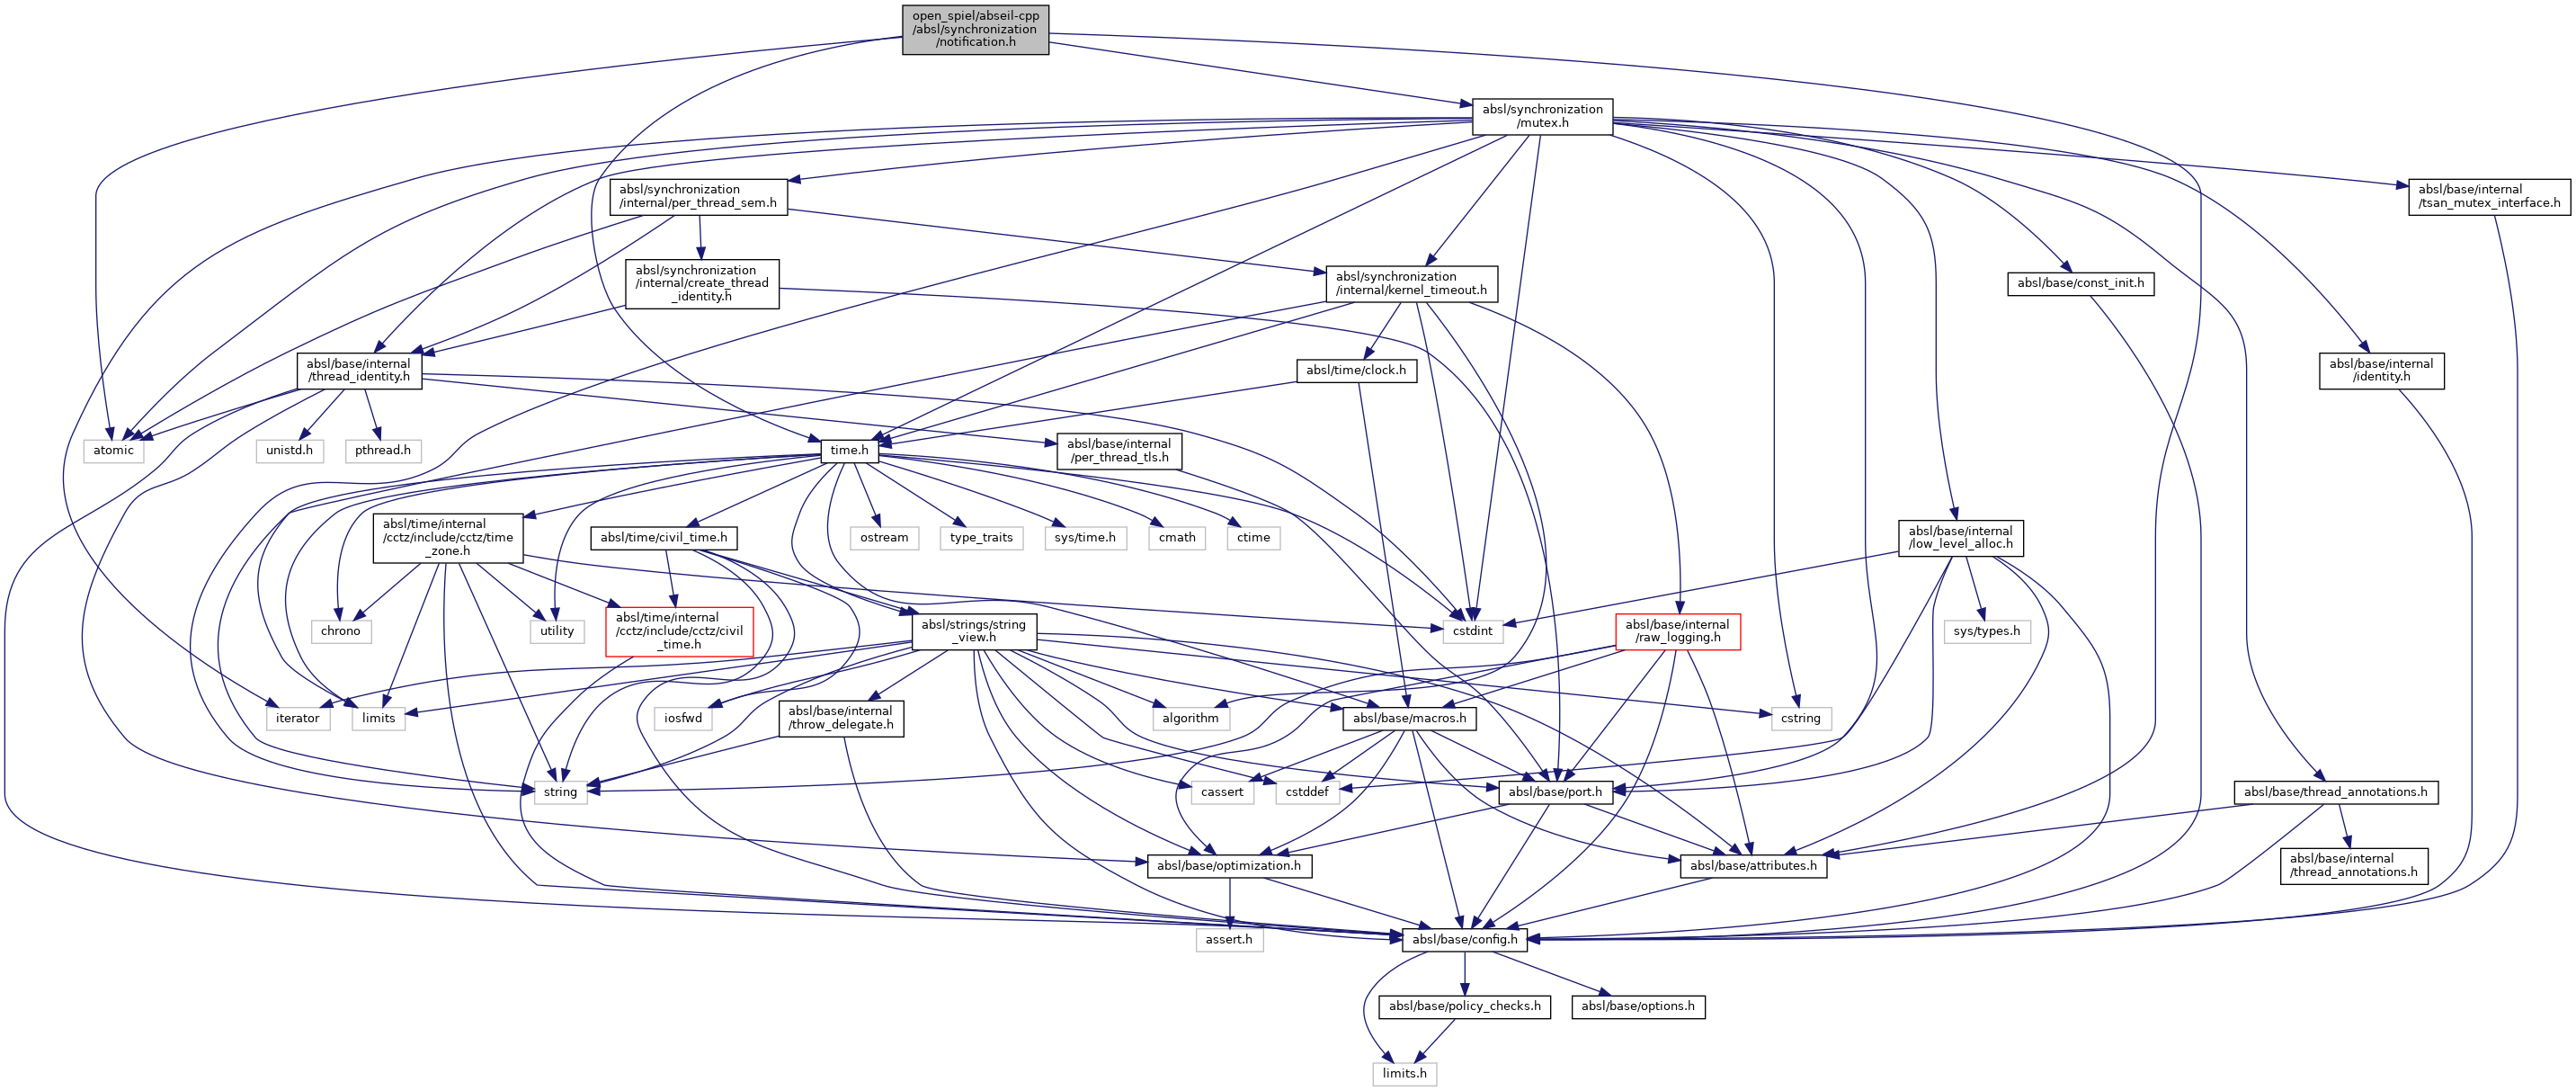 open_spiel/abseil-cpp
/absl/synchronization
/notification.h
absl/synchronization
/mutex.h
absl/synchronization
/internal/per_thread_sem.h
absl/base/internal
/tsan_mutex_interface.h
absl/synchronization
/internal/create_thread
_identity.h
absl/synchronization
/internal/kernel_timeout.h
absl/base/const_init.h
absl/base/internal
/thread_identity.h
absl/time/clock.h
absl/base/internal
/identity.h
atomic
unistd.h
pthread.h
time.h
absl/base/internal
/per_thread_tls.h
absl/time/internal
/cctz/include/cctz/time
_zone.h
absl/time/civil_time.h
ostream
type_traits
sys/time.h
cmath
ctime
absl/base/internal
/low_level_alloc.h
chrono
utility
absl/time/internal
/cctz/include/cctz/civil
_time.h
absl/strings/string
_view.h
cstdint
absl/base/internal
/raw_logging.h
sys/types.h
iterator
limits
iosfwd
absl/base/internal
/throw_delegate.h
algorithm
absl/base/macros.h
cstring
string
cassert
cstddef
absl/base/port.h
absl/base/thread_annotations.h
absl/base/optimization.h
absl/base/attributes.h
absl/base/internal
/thread_annotations.h
assert.h
absl/base/config.h
absl/base/policy_checks.h
absl/base/options.h
limits.h